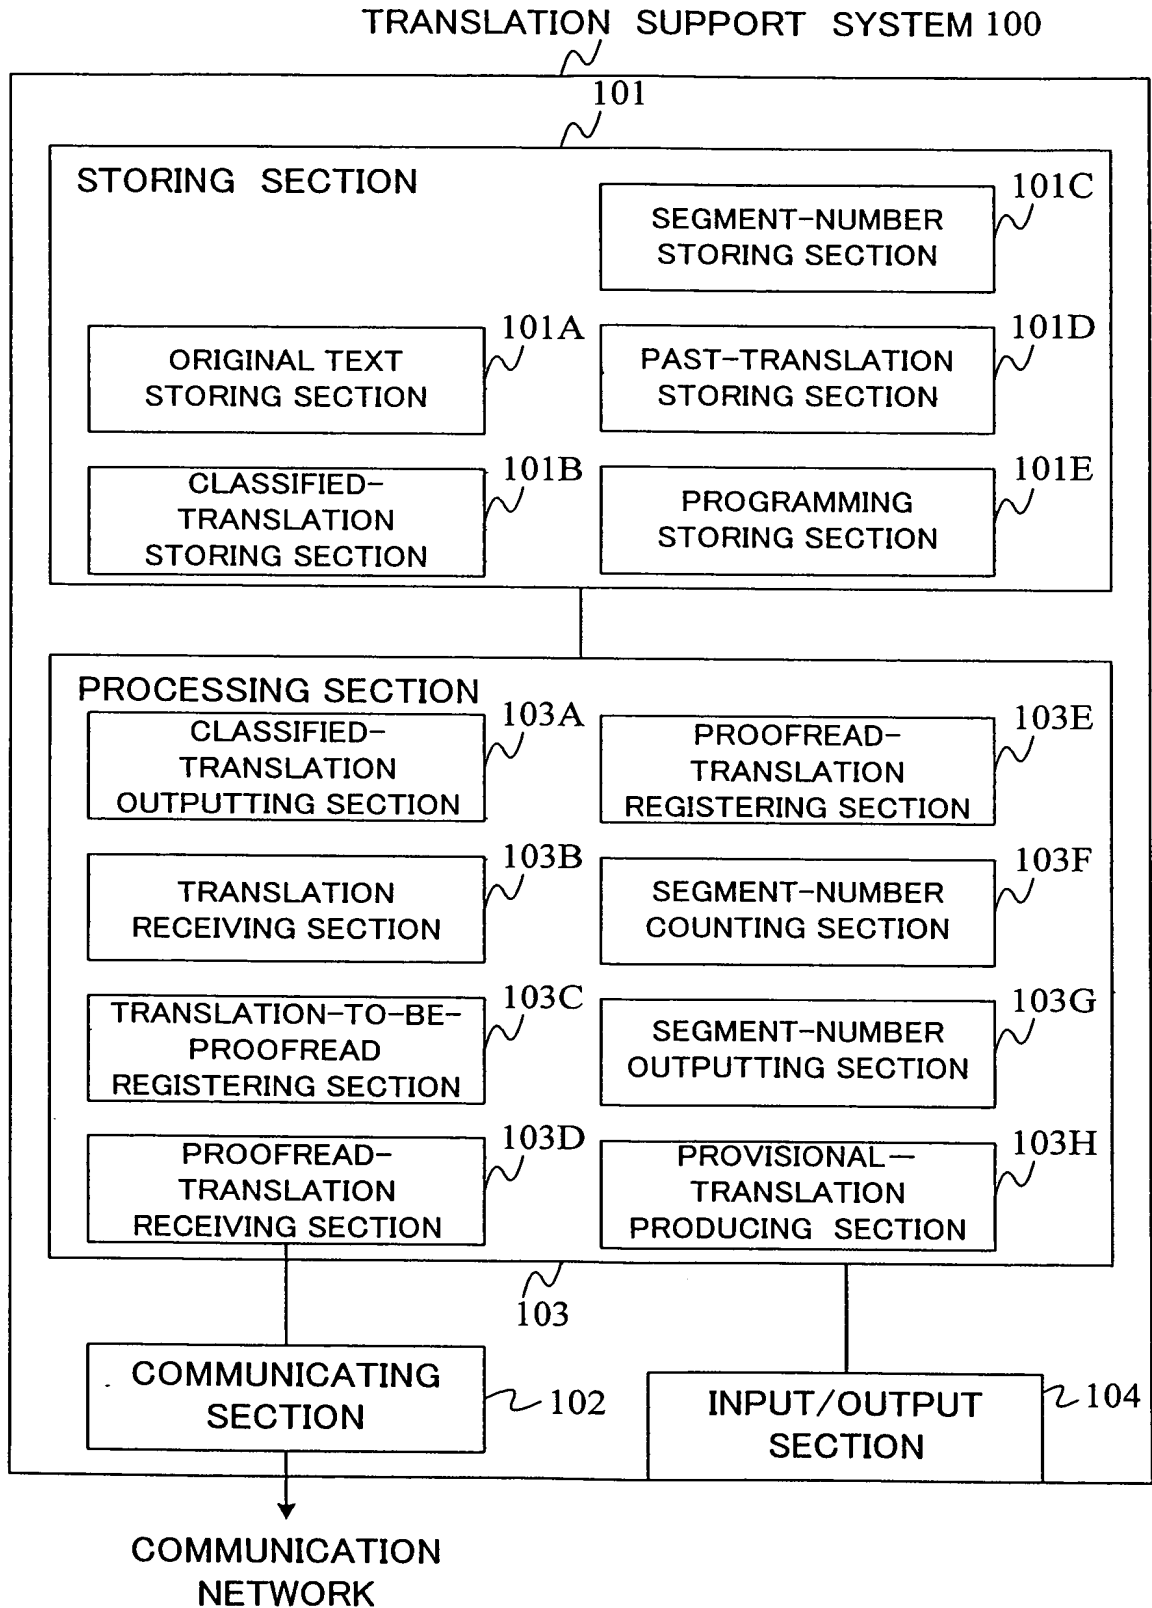 TRANSLATION SUPPORT SYSTEM 100
101
STORING SECTION
101C
SEGMENT-NUMBER
STORING SECTION
101A
ORIGINAL TEXT
STORING SECTION
101D
PAST-TRANSLATION
STORING SECTION
101B
CLASSIFIED-
TRANSLATION
STORING SECTION
101E
PROGRAMMING
STORING SECTION
PROCESSING SECTION
103A
CLASSIFIED-
TRANSLATION
OUTPUTTING SECTION
103E
PROOFREAD-
TRANSLATION
REGISTERING SECTION
103B
TRANSLATION
RECEIVING SECTION
103F
SEGMENT-NUMBER
COUNTING SECTION
103C
TRANSLATION-TO-BE-
PROOFREAD
REGISTERING SECTION
103G
SEGMENT-NUMBER
OUTPUTTING SECTION
103D
PROOFREAD-
TRANSLATION
RECEIVING SECTION
103H
PROVISIONAL—
TRANSLATION
PRODUCING SECTION
103
COMMUNICATING
SECTION
102
INPUT/OUTPUT
SECTION
104
COMMUNICATION
NETWORK